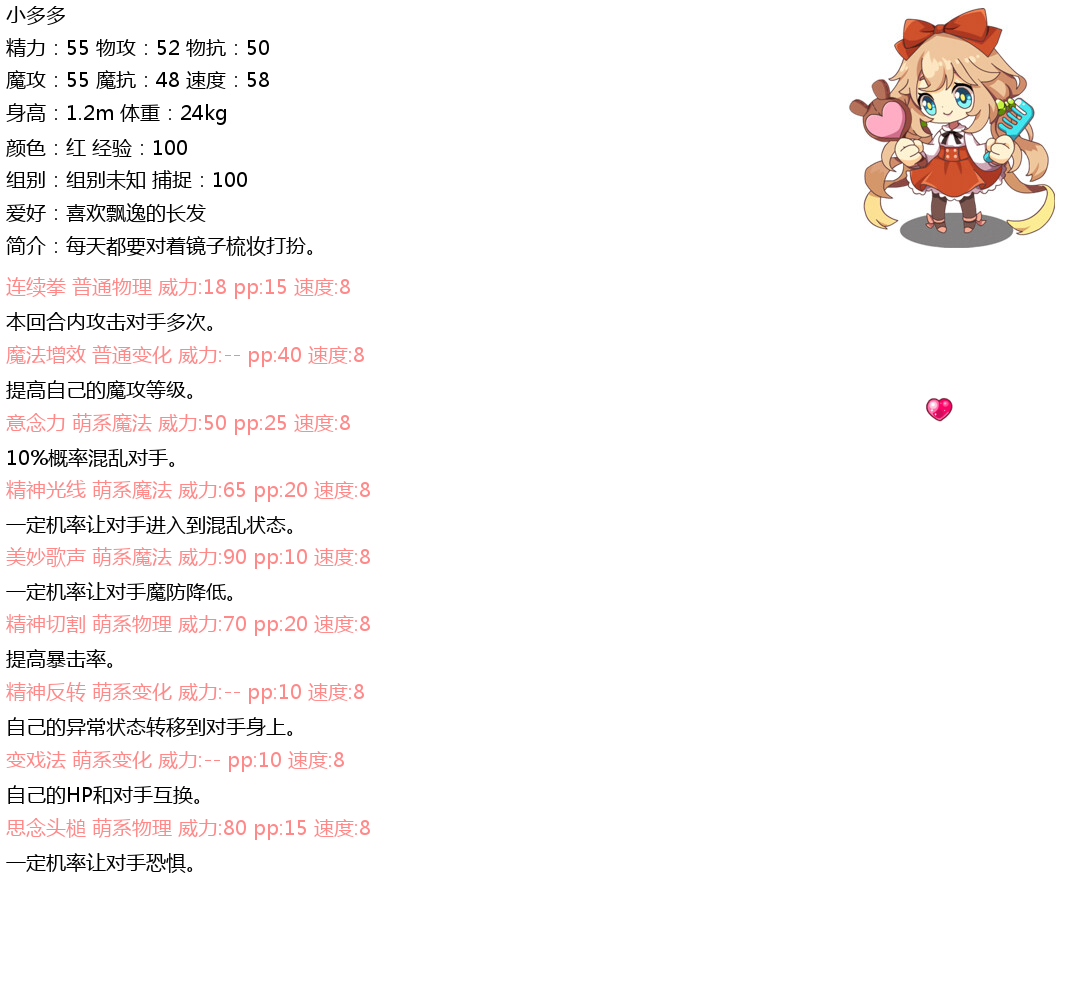 小多多
精力：55 物攻：52 物抗：50
魔攻：55 魔抗：48 速度：58
身高：1.2m 体重：24kg
颜色：红 经验：100
组别：组别未知 捕捉：100
爱好：喜欢飘逸的长发
简介：每天都要对着镜子梳妆打扮。
连续拳 普通物理 威力:18 pp:15 速度:8
本回合内攻击对手多次。
魔法增效 普通变化 威力:-- pp:40 速度:8
提高自己的魔攻等级。
意念力 萌系魔法 威力:50 pp:25 速度:8
10%概率混乱对手。
精神光线 萌系魔法 威力:65 pp:20 速度:8
一定机率让对手进入到混乱状态。
美妙歌声 萌系魔法 威力:90 pp:10 速度:8
一定机率让对手魔防降低。
精神切割 萌系物理 威力:70 pp:20 速度:8
提高暴击率。
精神反转 萌系变化 威力:-- pp:10 速度:8
自己的异常状态转移到对手身上。
变戏法 萌系变化 威力:-- pp:10 速度:8
自己的HP和对手互换。
思念头槌 萌系物理 威力:80 pp:15 速度:8
一定机率让对手恐惧。